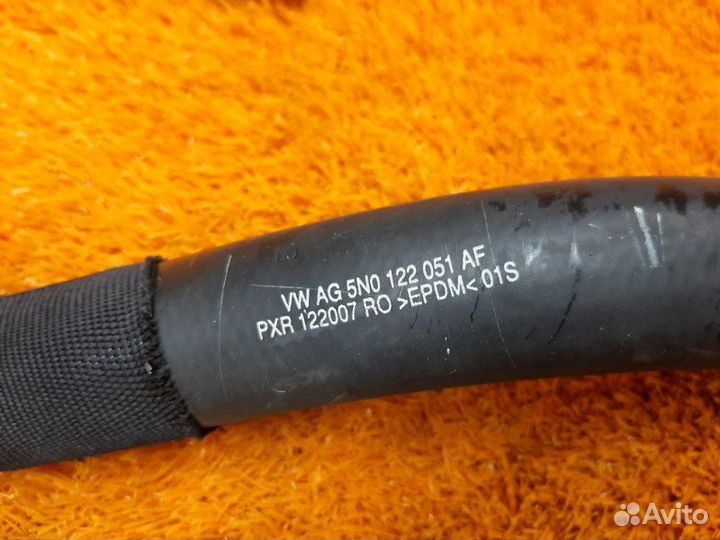 VW AG 5N0 122 051 AF
PXR 122007 RO >EPDM< 01S
Avito